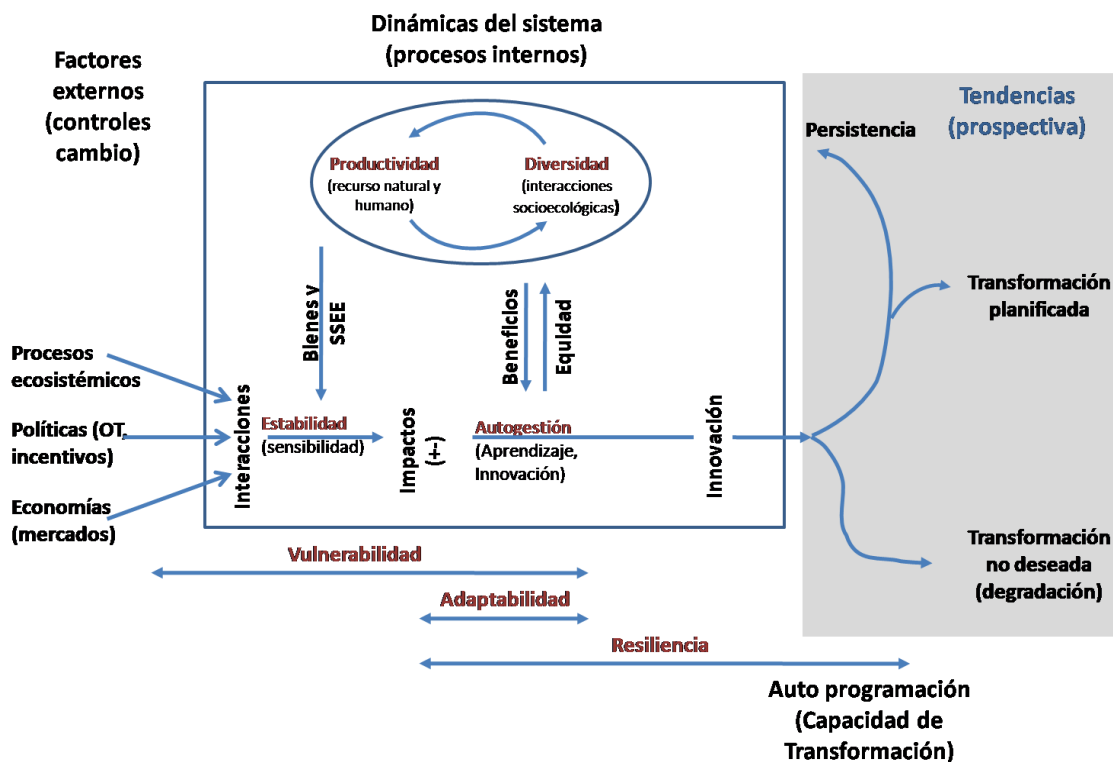 Dinámicas del sistema
(procesos internos)
Factores
externos
(controles
cambio)
Tendencias
(prospectiva)
Persistencia
Productividad
(recurso natural y
humano)
Diversidad
(interacciones
socioecológicas)
Bienes y
SSEE
Beneficios
Equidad
Transformación
planificada
Procesos
ecosistémicos
Políticas (OT,
incentivos)
Economías
(mercados)
Interacciones
Estabilidad
(sensibilidad)
Impactos
(+-)
Autogestión
(Aprendizaje,
Innovación)
Innovación
Transformación
no deseada
(degradación)
Vulnerabilidad
Adaptabilidad
Resiliencia
Auto programación
(Capacidad de
Transformación)